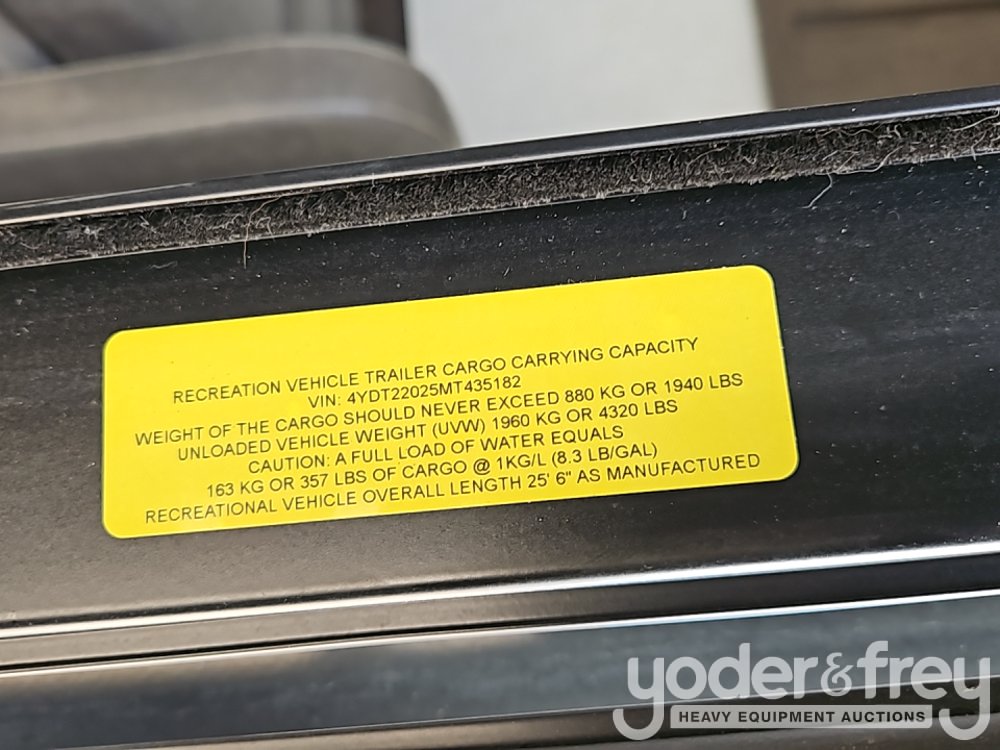 RECREATION VEHICLE TRAILER CARGO CARRYING CAPACITY
VIN: 4YDT22025MT435182
WEIGHT OF THE CARGO SHOULD NEVER EXCEED 880 KG OR 1940 LBS
UNLOADED VEHICLE WEIGHT (UVW) 1960 KG OR 4320 LBS
CAUTION: A FULL LOAD OF WATER EQUALS
163 KG OR 357 LBS OF CARGO @ 1KG/L (8.3 LB/GAL)
RECREATIONAL VEHICLE OVERALL LENGTH 25' 6" AS MANUFACTURED
yoder&frey
HEAVY EQUIPMENT AUCTIONS